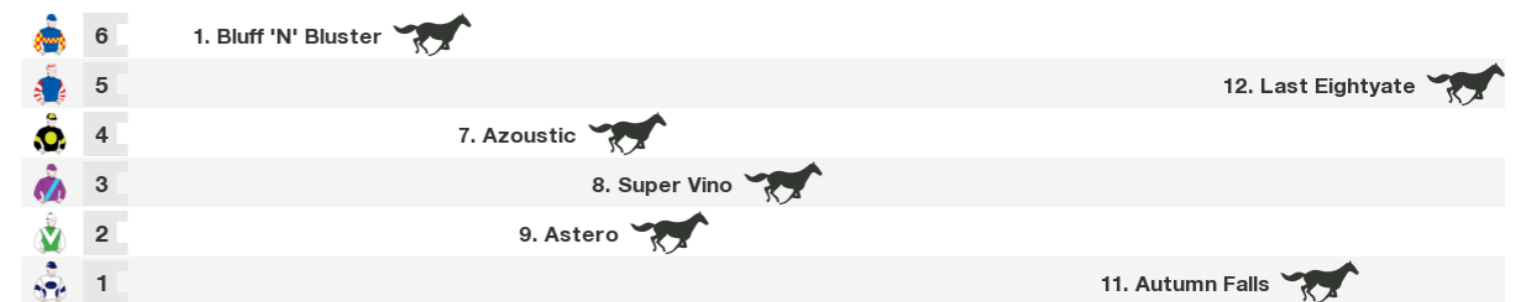 6 1. Bluff 'N' Bluster
5 12. Last Eightyate
4 7. Azoustic
3 8. Super Vino
2 9. Astero
1 11. Autumn Falls